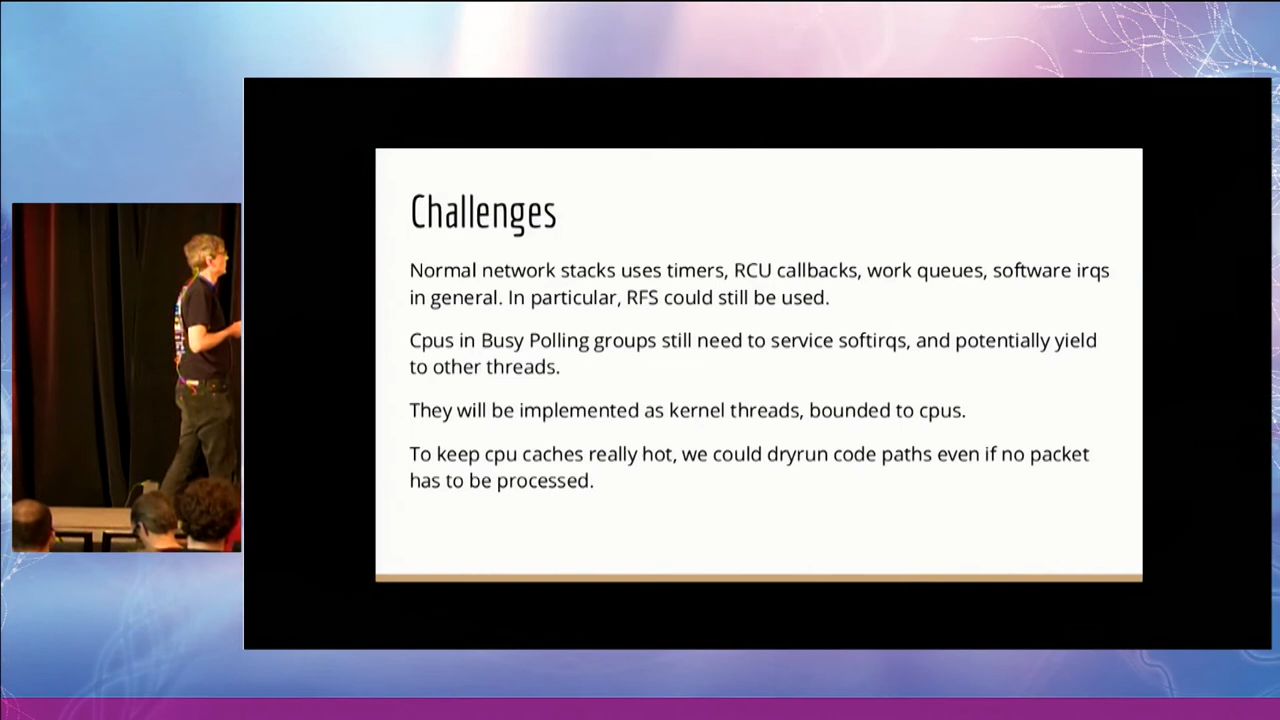 Challenges
Normal network stacks uses timers, RCU callbacks, work queues, software irqs
in general. In particular, RFS could still be used.
Cpus in Busy Polling groups still need to service softirqs, and potentially yield
to other threads.
They will be implemented as kernel threads, bounded to cpus.
To keep cpu caches really hot, we could dryrun code paths even if no packet
has to be processed.